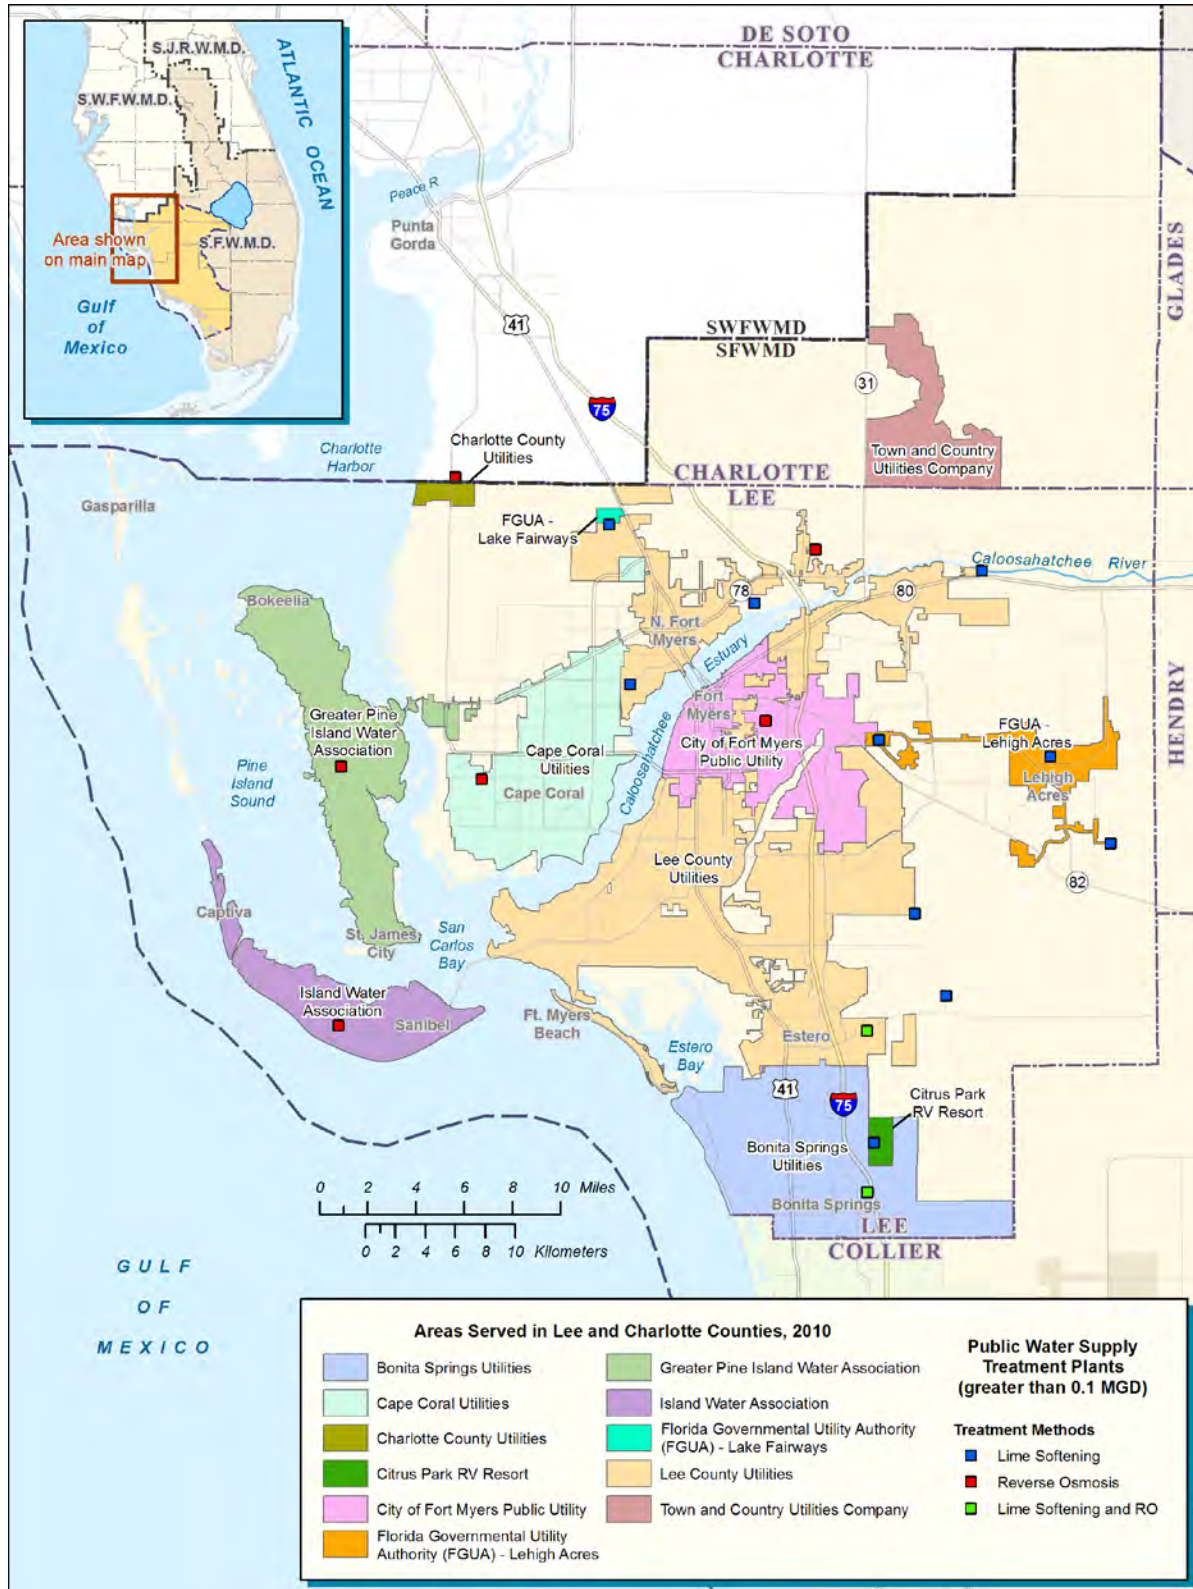 DE SOTO
CHARLOTTE
S.J.R.W.M.D.
S.W.F.W.M.D.
ATLANTIC OCEAN
Area shown
on main map
S.F.W.M.D.
Gulf
of
Mexico
Peace R
Punta
Gorda
41
SWFWMD
SFWMD
GLADES
31
75
Charlotte
Harbor
Charlotte County
Utilities
Town and Country
Utilities Company
CHARLOTTE
LEE
Gasparilla
FGUA -
Lake Fairways
Caloosahatchee River
78
80
Bokeelia
N. Fort
Myers
Estuary
HENDRY
Fort
Myers
Greater Pine
Island Water
Association
FGUA -
Lehigh Acres
City of Fort Myers
Public Utility
Cape Coral
Utilities
Caloosahatchee
Pine
Island
Sound
Cape Coral
Lehigh
Acres
Lee County
Utilities
82
Captiva
St. James
City
San
Carlos
Bay
Island Water
Association
Sanibel
Ft. Myers
Beach
Estero
Estero
Bay
41
75
Citrus Park
RV Resort
Bonita Springs
Utilities
Bonita Springs
0 2 4 6 8 10 Miles
0 2 4 6 8 10 Kilometers
LEE
COLLIER
GULF
OF
MEXICO
Areas Served in Lee and Charlotte Counties, 2010
Bonita Springs Utilities
Cape Coral Utilities
Charlotte County Utilities
Citrus Park RV Resort
City of Fort Myers Public Utility
Florida Governmental Utility
Authority (FGUA) - Lehigh Acres
Greater Pine Island Water Association
Island Water Association
Florida Governmental Utility Authority
(FGUA) - Lake Fairways
Lee County Utilities
Town and Country Utilities Company
Public Water Supply
Treatment Plants
(greater than 0.1 MGD)
Treatment Methods
Lime Softening
Reverse Osmosis
Lime Softening and RO